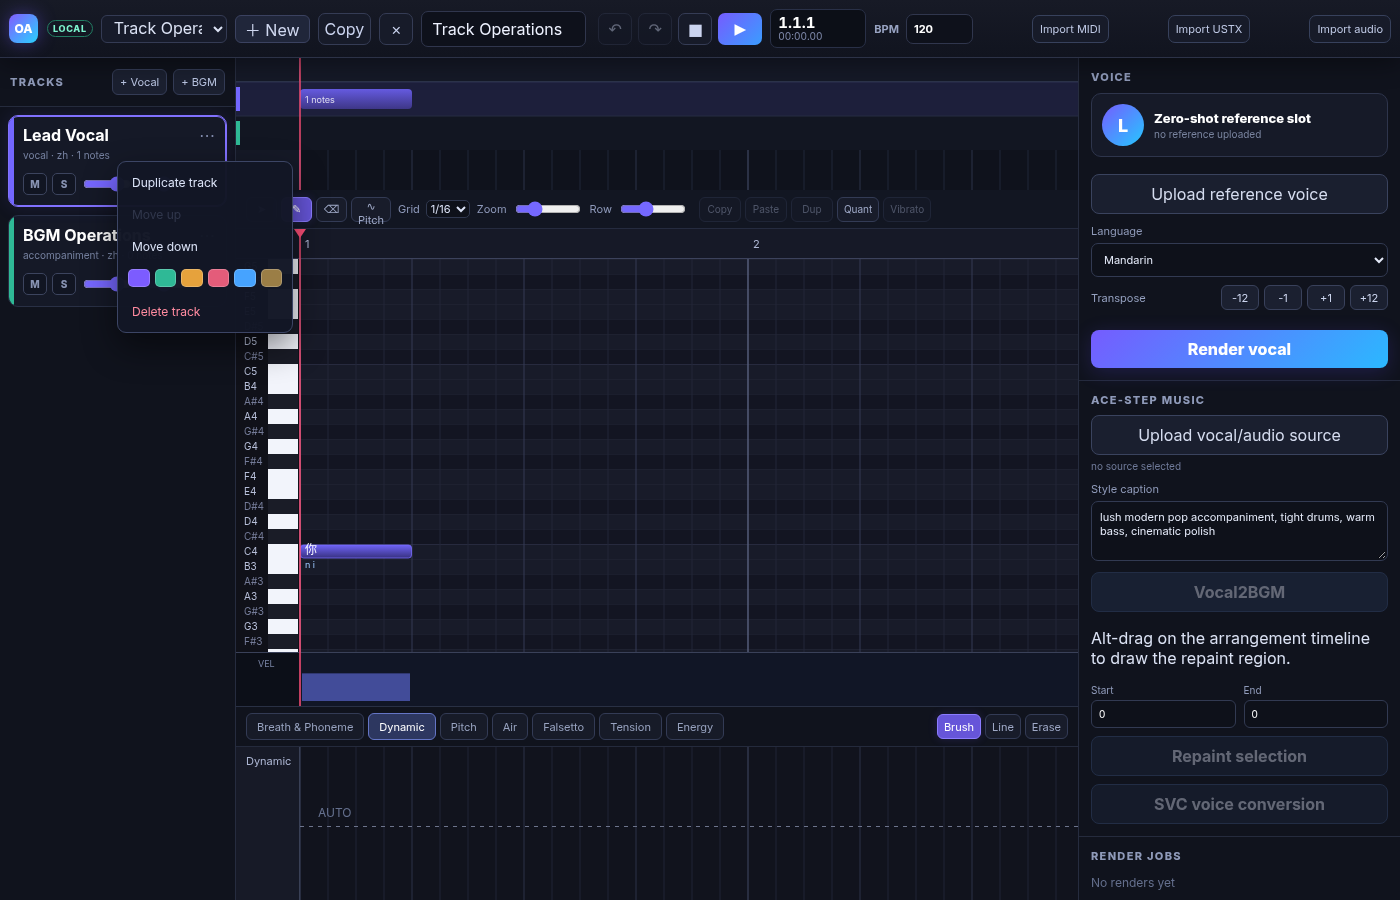 OA
LOCAL
Track Opera
+ New
Copy
×
Track Operations
1.1.1
00:00.00
BPM
120
Import MIDI
Import USTX
Import audio
TRACKS
+ Vocal
+ BGM
Lead Vocal
vocal · zh · 1 notes
M
S
BGM Operat
accompaniment · zh
M
S
Duplicate track
Move up
Move down
Delete track
1 notes
Pitch
Grid
1/16
Zoom
Row
Copy
Paste
Dup
Quant
Vibrato
1
2
D5
C#5
C5
B4
A#4
A4
G#4
G4
F#4
F4
E4
D#4
D4
C#4
C4
B3
A#3
A3
G#3
G3
F#3
你
n i
VEL
Breath & Phoneme
Dynamic
Pitch
Air
Falsetto
Tension
Energy
Brush
Line
Erase
Dynamic
AUTO
VOICE
L
Zero-shot reference slot
no reference uploaded
Upload reference voice
Language
Mandarin
Transpose
-12
-1
+1
+12
Render vocal
ACE-STEP MUSIC
Upload vocal/audio source
no source selected
Style caption
lush modern pop accompaniment, tight drums, warm
bass, cinematic polish
Vocal2BGM
Alt-drag on the arrangement timeline
to draw the repaint region.
Start
End
0
0
Repaint selection
SVC voice conversion
RENDER JOBS
No renders yet